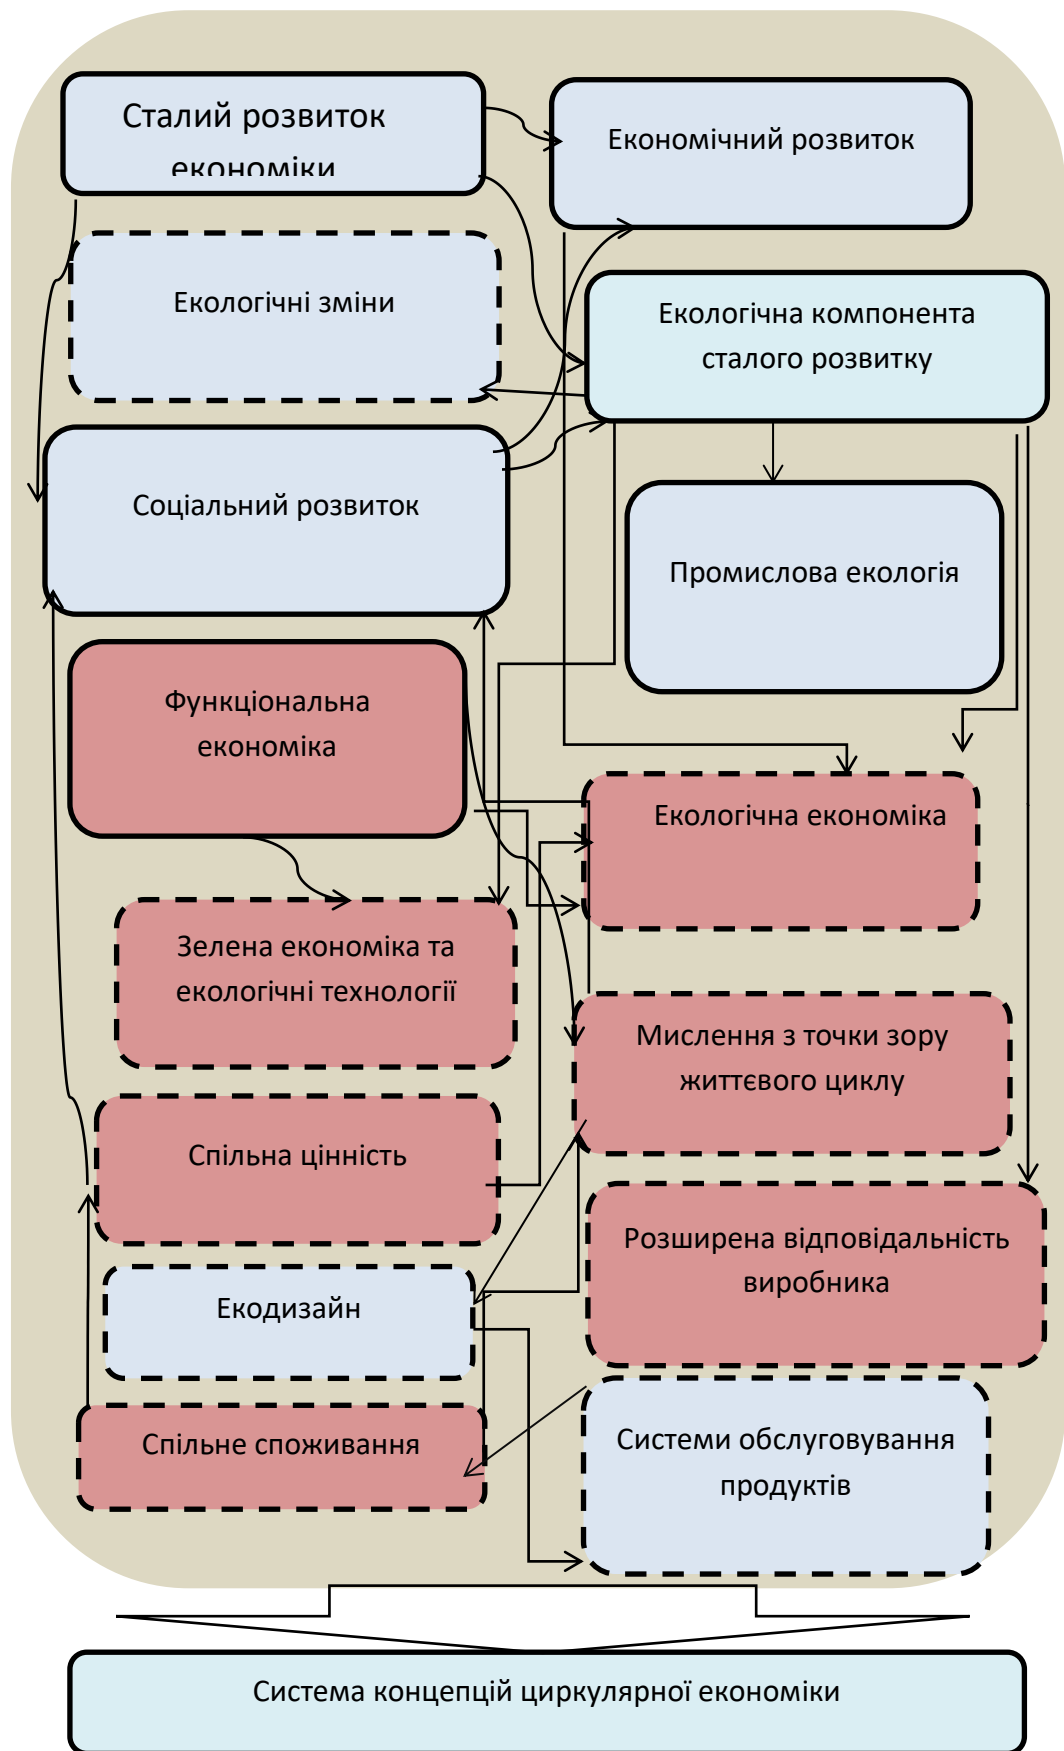 Сталий розвиток
економіки
Економічний розвиток
Екологічні зміни
Екологічна компонента
сталого розвитку
Соціальний розвиток
Промислова екологія
Функціональна
економіка
Екологічна економіка
Зелена економіка та
екологічні технології
Мислення з точки зору
життєвого циклу
Спільна цінність
Розширена відповідальність
виробника
Екодизайн
Спільне споживання
Системи обслуговування
продуктів
Система концепцій циркулярної економіки